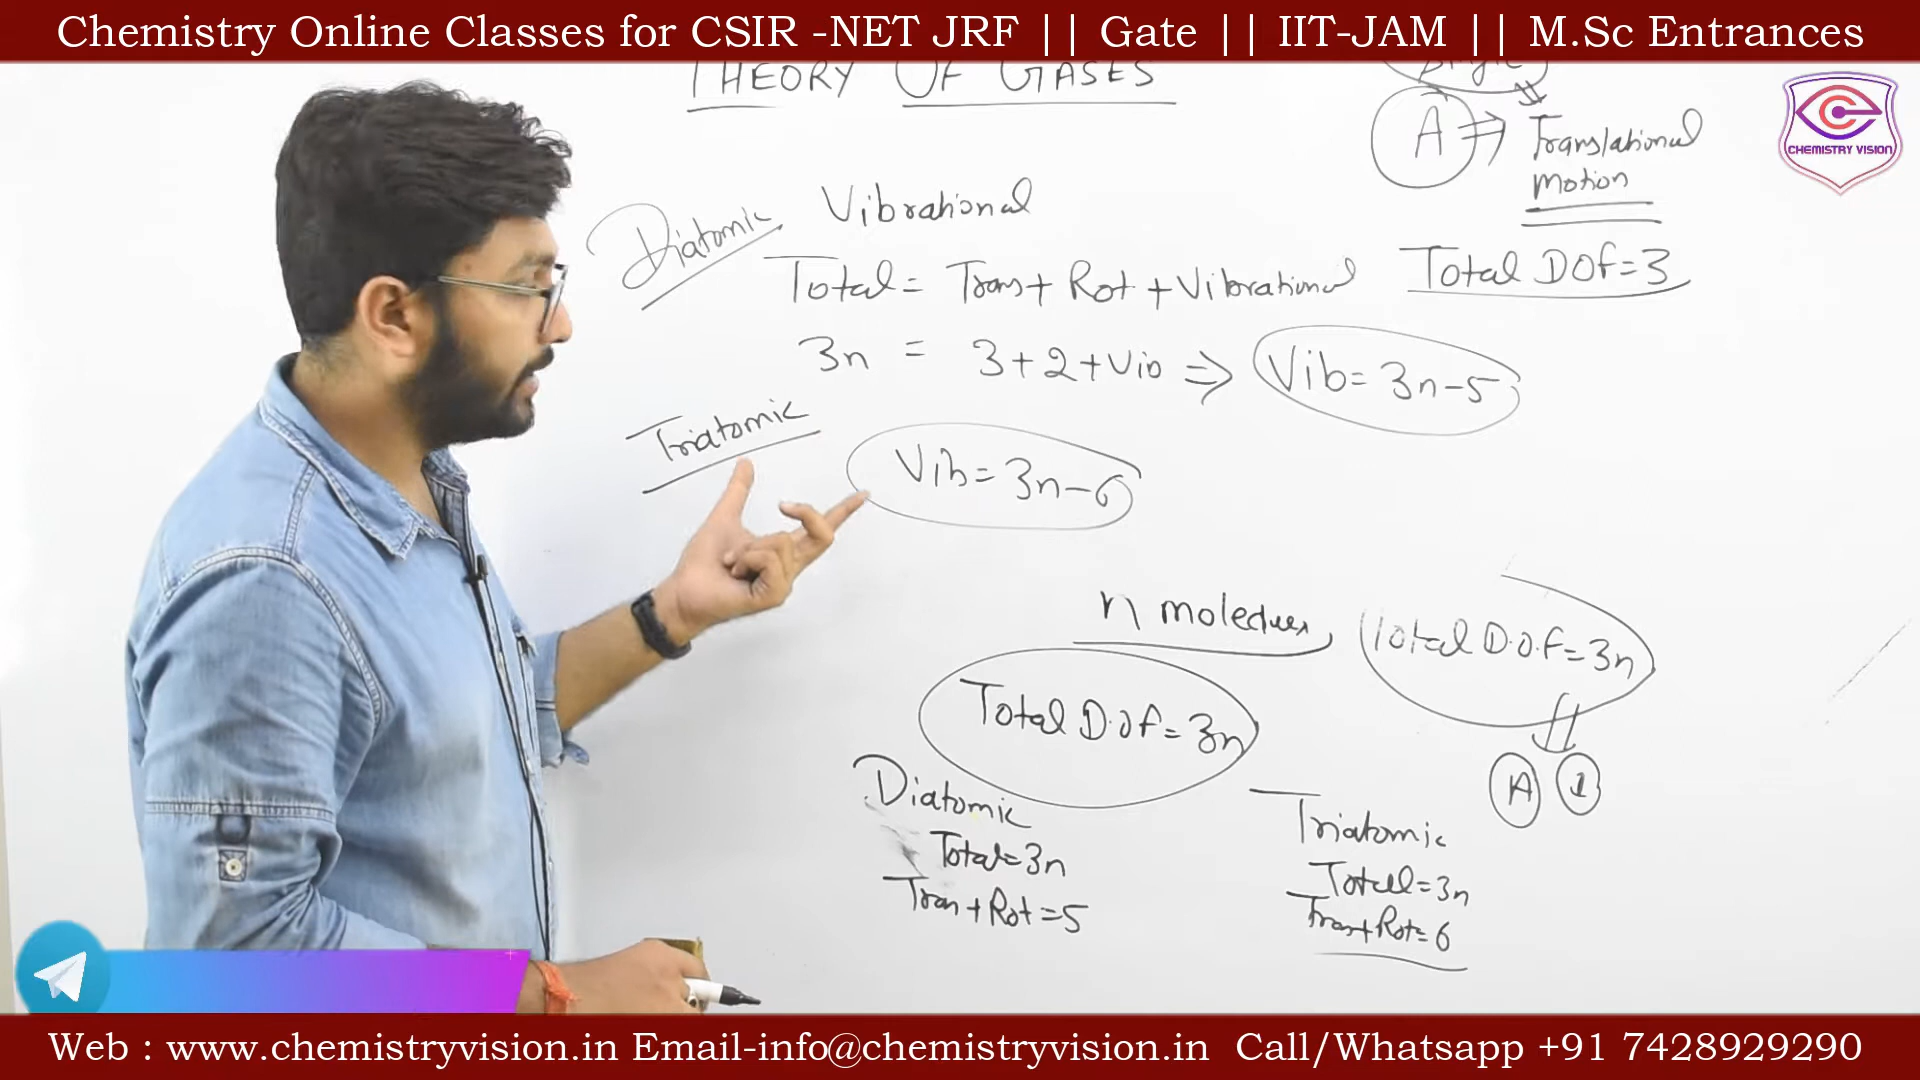 Chemistry Online Classes for CSIR -NET JRF || Gate || IIT-JAM || M.Sc Entrances
THEORY OF GASES
A ⇒ Translational
Motion
CHEMISTRY VISION
Diatomic Vibrational
Total = Trans + Rot + Vibrational
Total DOF = 3
3n = 3 + 2 + Vib ⇒ Vib = 3n - 5
Triatomic
Vib = 3n - 6
n molecules,
Total D.O.F = 3n
Total D.OF = 3n
A
Diatomic
Total = 3n
Tran + Rot = 5
Triatomic
Total = 3n
Tran + Rot = 6
Web : www.chemistryvision.in Email-info@chemistryvision.in Call/Whatsapp +91 7428929290